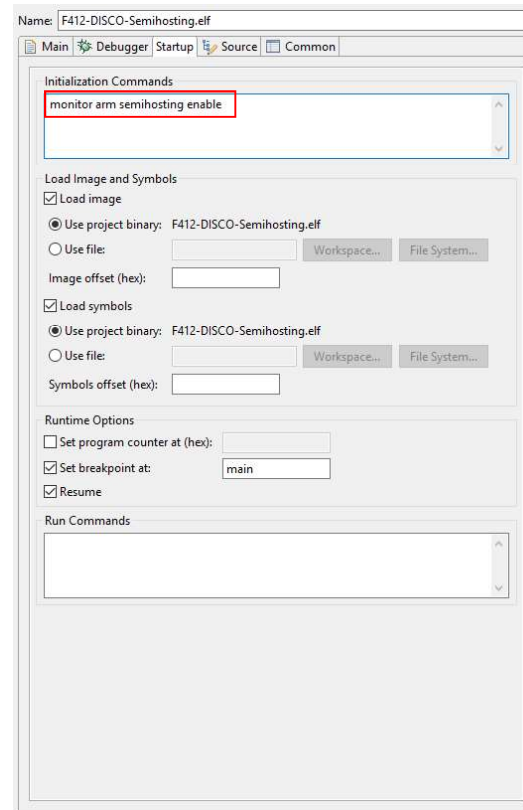 Name: F412-DISCO-Semihosting.elf
Main Debugger Startup Source Common
Initialization Commands
monitor arm semihosting enable
Load Image and Symbols
Load image
Use project binary: F412-DISCO-Semihosting.elf
Use file: Workspace... File System...
Image offset (hex):
Load symbols
Use project binary: F412-DISCO-Semihosting.elf
Use file: Workspace... File System...
Symbols offset (hex):
Runtime Options
Set program counter at (hex):
Set breakpoint at: main
Resume
Run Commands